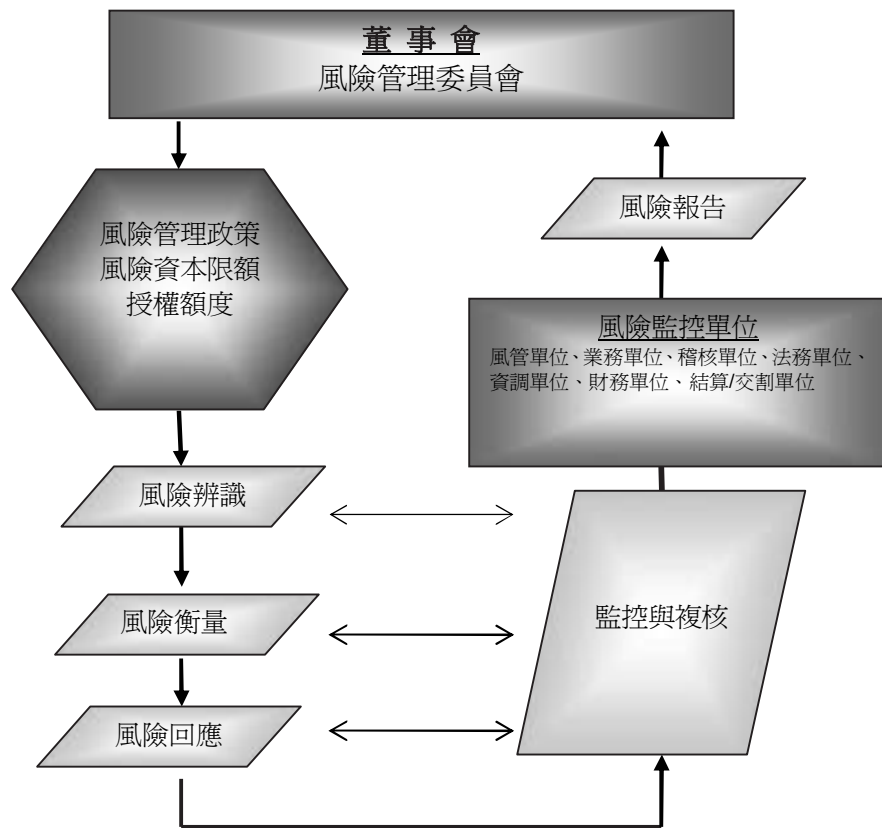 董 事 會
風險管理委員會
風險管理政策
風險資本限額
授權額度
風險辨識
風險衡量
風險回應
風險報告
風險監控單位
風管單位、業務單位、稽核單位、法務單位、
資調單位、財務單位、結算/交割單位
監控與複核